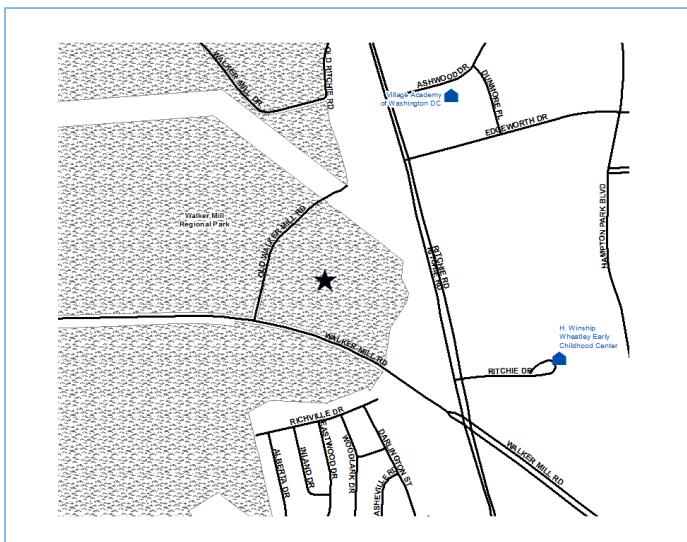 WALKER MILL DR
OLD RITCHIE RD
ASHWOOD DR
DUNMORE PL
Village Academy
of Washington DC
EDGEWORTH DR
HAMPTON PARK BLVD
Walker Mill
Regional Park
OLD WALKER MILL RD
RITCHIE RD
RITCHIE RD
WALKER MILL RD
H. Winship
Wheatley Early
Childhood Center
RITCHIE DR
RICHVILLE DR
ALBERTA DR
INLAND DR
EASTWOOD DR
WOODLARK DR
DARLINGTON ST
ASHEVILLE RD
WALKER MILL RD